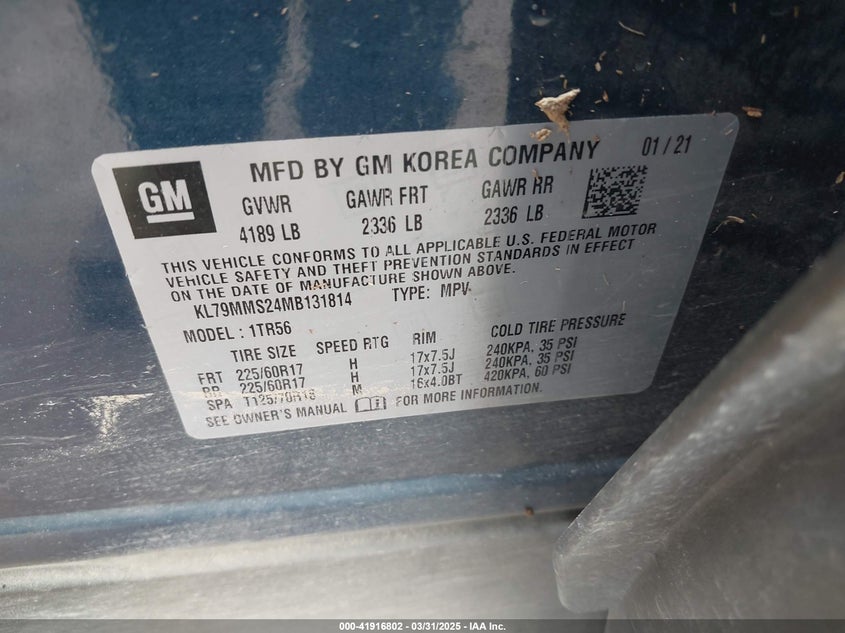 GM
MFD BY GM KOREA COMPANY 01 / 21
GVWR GAWR FRT GAWR RR
4189 LB 2336 LB 2336 LB
THIS VEHICLE CONFORMS TO ALL APPLICABLE U.S. FEDERAL MOTOR
VEHICLE SAFETY AND THEFT PREVENTION STANDARDS IN EFFECT
ON THE DATE OF MANUFACTURE SHOWN ABOVE.
KL79MMS24MB131814 TYPE: MPV
MODEL : 1TR56
TIRE SIZE SPEED RTG RIM COLD TIRE PRESSURE
FRT 225/60R17 H 17x7.5J 240KPA, 35 PSI
RR 225/60R17 H 17x7.5J 240KPA, 35 PSI
SPA T125/70R16 M 16x4.0BT 420KPA, 60 PSI
SEE OWNER'S MANUAL FOR MORE INFORMATION.
000-41916802 / 03/31/2025 - IAA Inc.